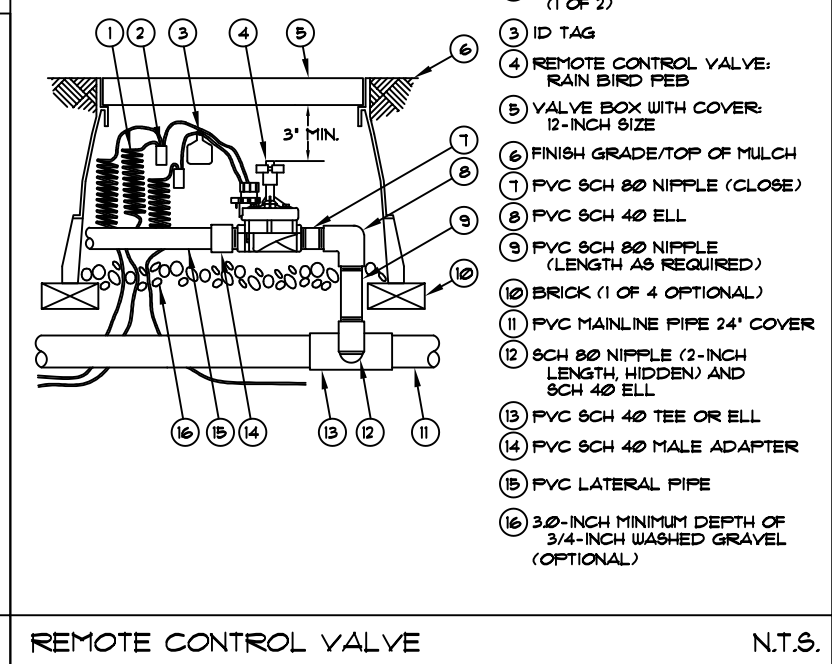 (1 OF 2)
3 ID TAG
4 REMOTE CONTROL VALVE:
RAIN BIRD PEB
5 VALVE BOX WITH COVER:
12-INCH SIZE
6 FINISH GRADE/TOP OF MULCH
7 PVC SCH 80 NIPPLE (CLOSE)
8 PVC SCH 40 ELL
9 PVC SCH 80 NIPPLE
(LENGTH AS REQUIRED)
10 BRICK (1 OF 4 OPTIONAL)
11 PVC MAINLINE PIPE 24" COVER
12 SCH 80 NIPPLE (2-INCH
LENGTH, HIDDEN) AND
SCH 40 ELL
13 PVC SCH 40 TEE OR ELL
14 PVC SCH 40 MALE ADAPTER
15 PVC LATERAL PIPE
16 3.0-INCH MINIMUM DEPTH OF
3/4-INCH WASHED GRAVEL
(OPTIONAL)
1 2 3 4 5
6
3" MIN.
7
8
9
10
16 15 14 13 12 11
REMOTE CONTROL VALVE N.T.S.